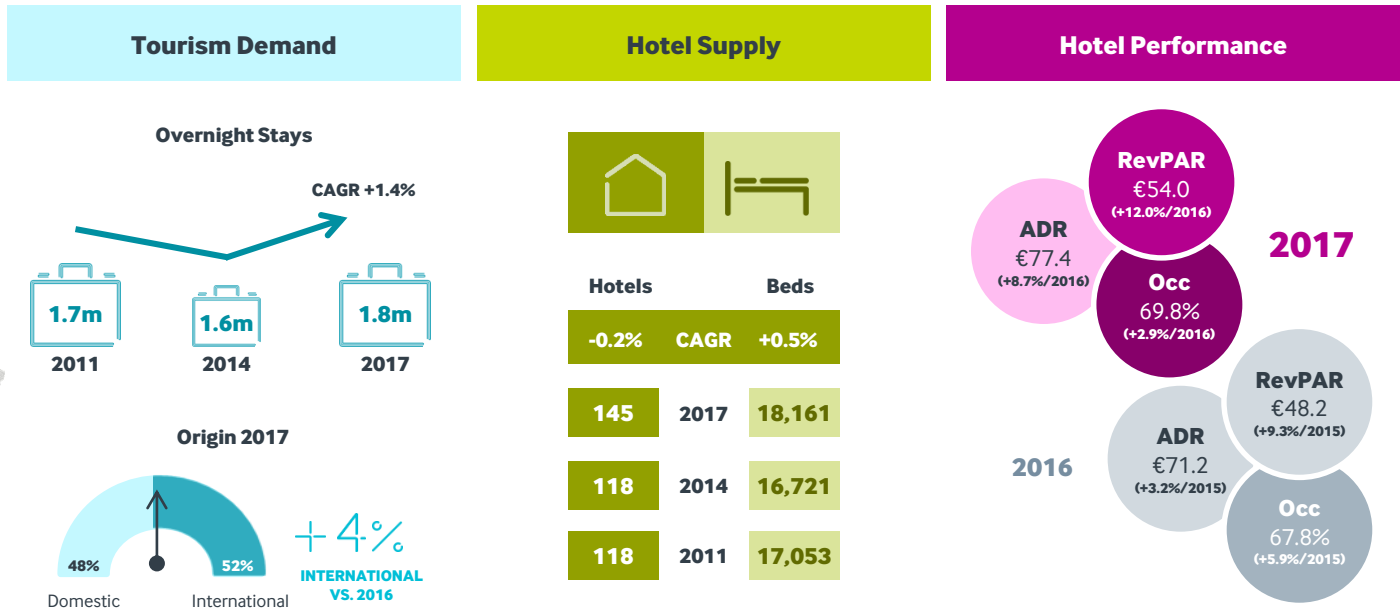 Tourism Demand
Overnight Stays
CAGR +1.4%
1.7m
1.6m
1.8m
2011
2014
2017
Origin 2017
48%
52%
Domestic
International
+4%
INTERNATIONAL
VS. 2016
Hotel Supply
Hotels
Beds
-0.2% CAGR +0.5%
145 2017 18,161
118 2014 16,721
118 2011 17,053
Hotel Performance
2017
RevPAR
€54.0
(+12.0%/2016)
ADR
€77.4
(+8.7%/2016)
Occ
69.8%
(+2.9%/2016)
2016
RevPAR
€48.2
(+9.3%/2015)
ADR
€71.2
(+3.2%/2015)
Occ
67.8%
(+5.9%/2015)